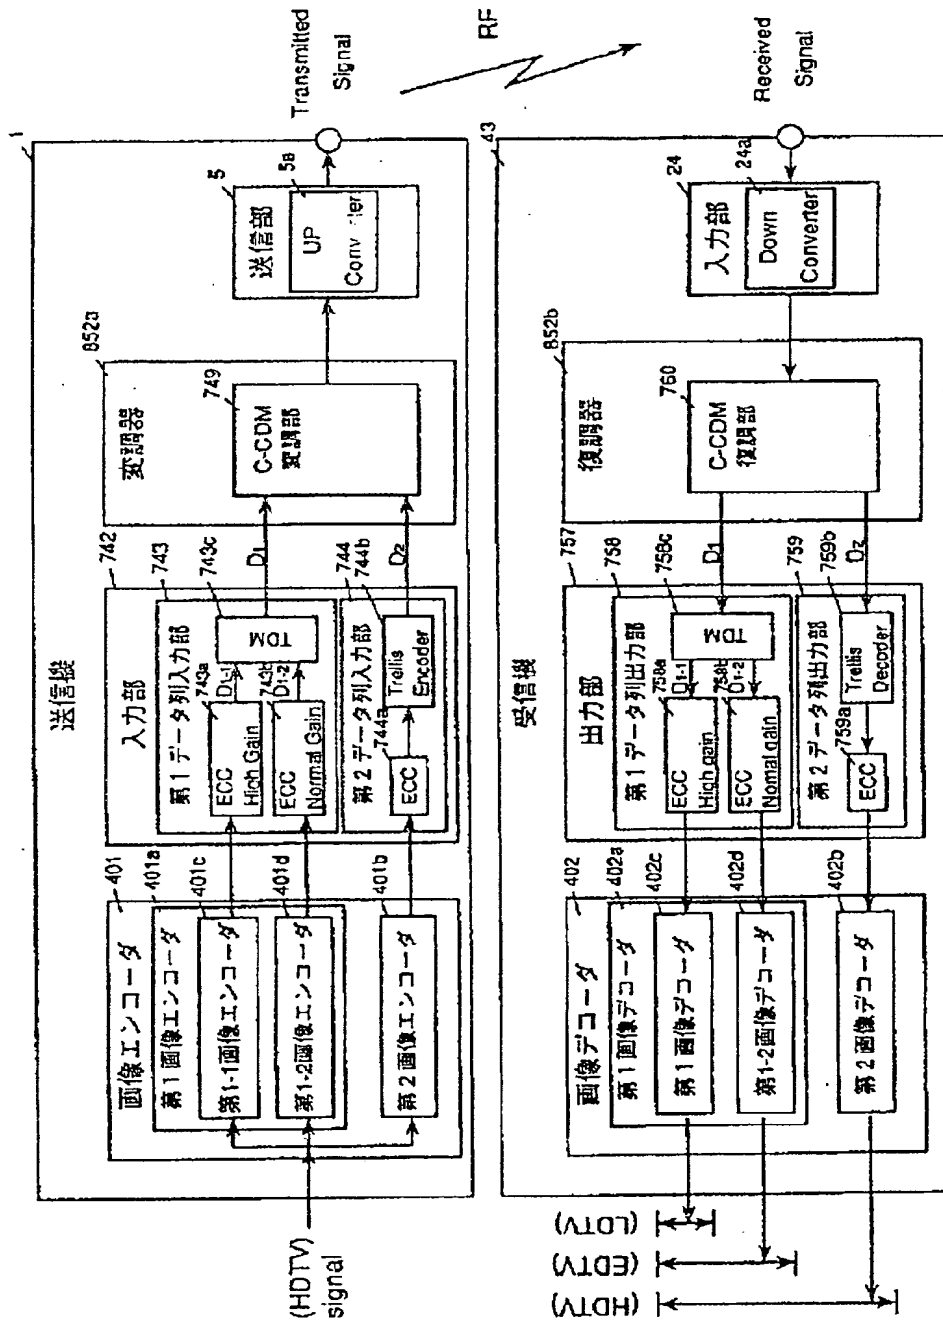 (HDTV)
signal
送信機
1
画像エンコーダ
401
第1画像エンコーダ
401a
第1-1画像エンコーダ
401c
第1-2画像エンコーダ
401d
第2画像エンコーダ
401b
入力部
742
第1データ列入力部
743
ECC
High Gain
743a
D1-1
ECC
Nomal Gain
743b
D1-2
TDM
743c
第2データ列入力部
744
ECC
744a
Trellis
Encoder
744b
D1
D2
変調器
852a
C-CDM
変調部
749
送信部
5
UP
Converter
5a
Transmitted
Signal
RF
受信機
43
画像デコーダ
402
第1画像デコーダ
402a
第1画像デコーダ
402c
第1-2画像デコーダ
402d
第2画像デコーダ
402b
出力部
757
第1データ列出力部
758
ECC
High gain
758a
D1-1
ECC
Normal gain
758b
D1-2
TDM
758c
第2データ列出力部
759
ECC
759a
Trellis
Decoder
759b
D1
D2
復調器
852b
C-CDM
復調部
760
入力部
24
Down
Converter
24a
Received
Signal
(LDTV)
(EDTV)
(HDTV)